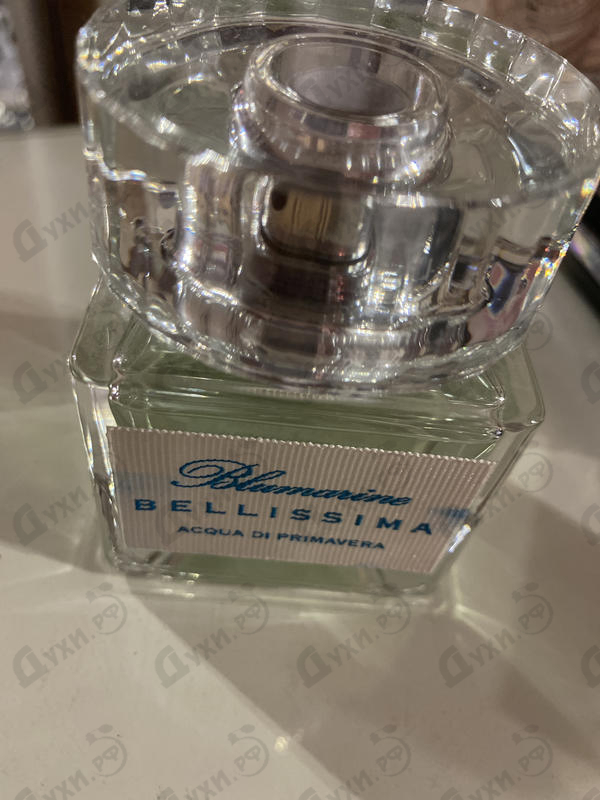 Blumarine
BELLISSIMA
ACQUA DI PRIMAVERA
Духи.рф